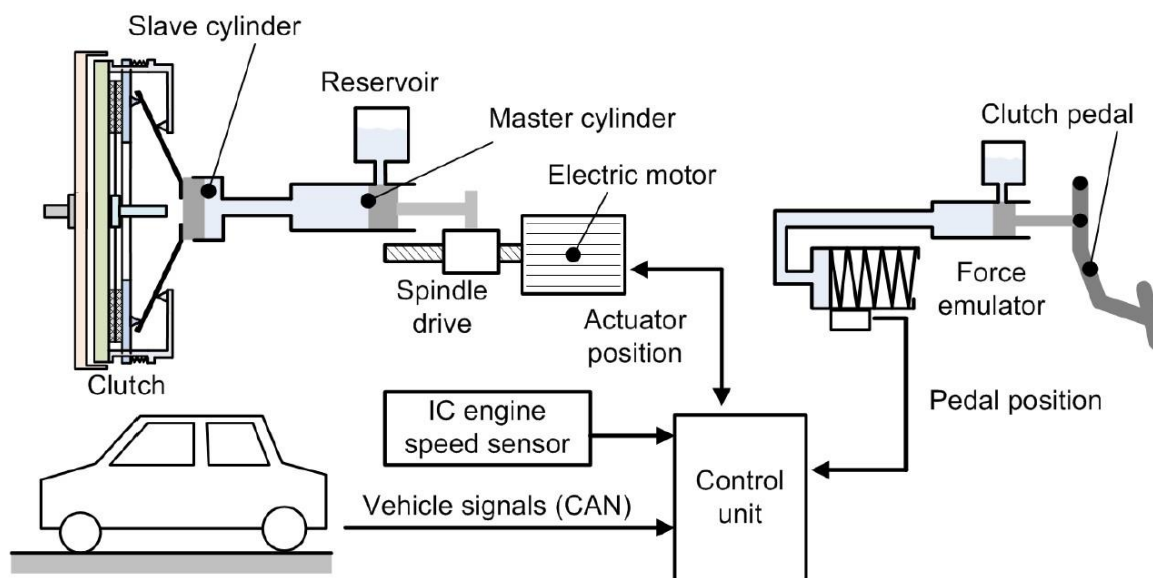 Slave cylinder
Reservoir
Master cylinder
Electric motor
Clutch pedal
Spindle
drive
Actuator
position
Force
emulator
Clutch
Pedal position
IC engine
speed sensor
Control
unit
Vehicle signals (CAN)